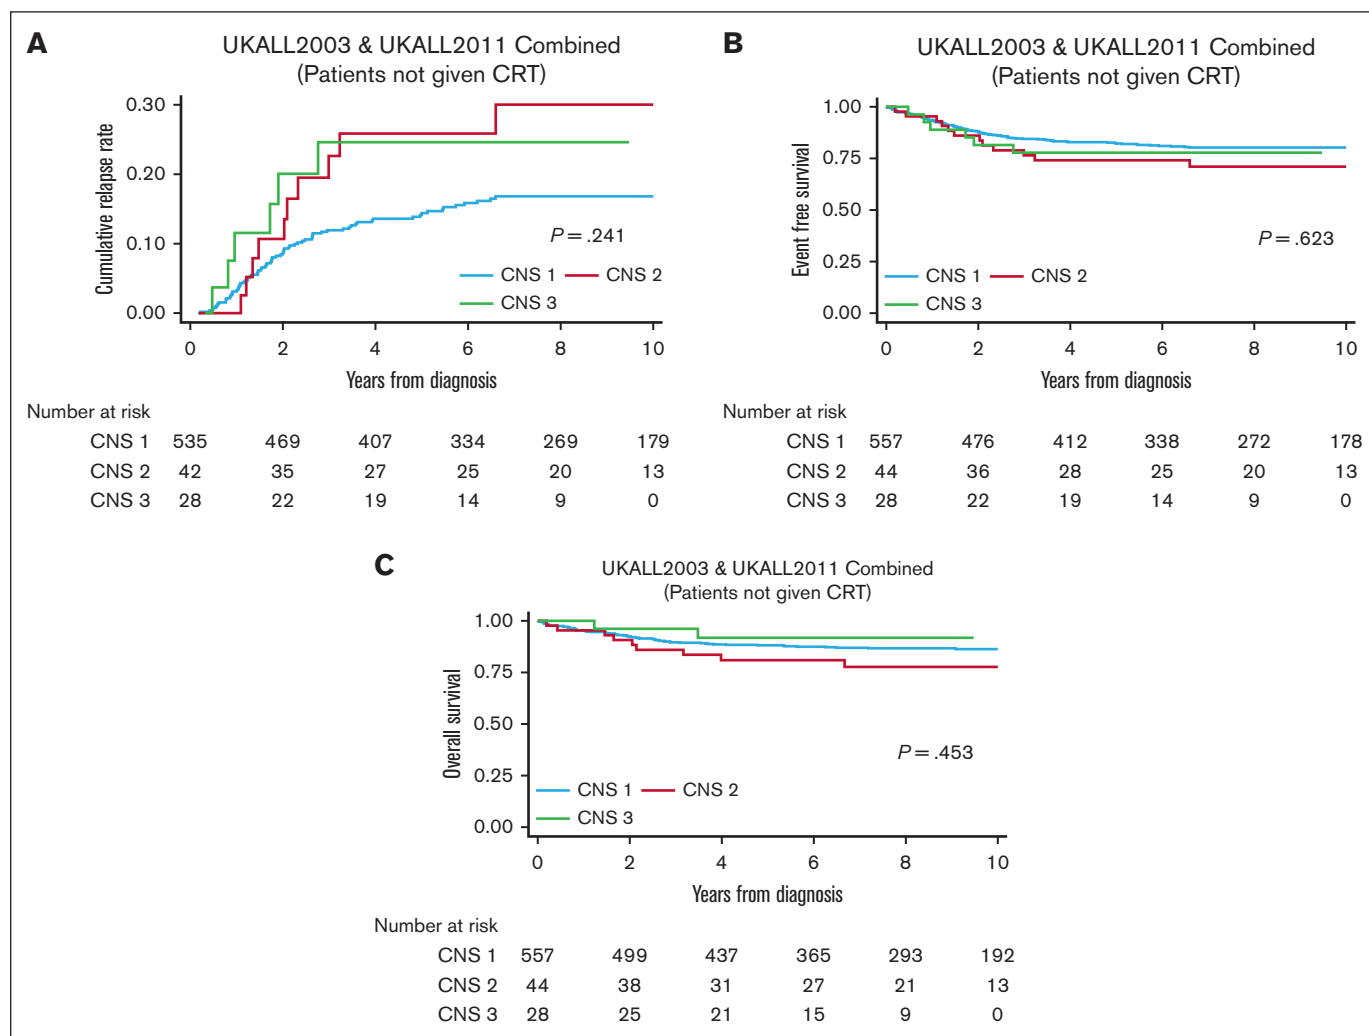 A
UKALL2003 & UKALL2011 Combined
(Patients not given CRT)
Cumulative relapse rate
0.30
0.20
0.10
0.00
P = .241
CNS 1 CNS 2
CNS 3
0 2 4 6 8 10
Years from diagnosis
Number at risk
CNS 1 535 469 407 334 269 179
CNS 2 42 35 27 25 20 13
CNS 3 28 22 19 14 9 0
B
UKALL2003 & UKALL2011 Combined
(Patients not given CRT)
Event free survival
1.00
0.75
0.50
0.25
0.00
P = .623
CNS 1 CNS 2
CNS 3
0 2 4 6 8 10
Years from diagnosis
Number at risk
CNS 1 557 476 412 338 272 178
CNS 2 44 36 28 25 20 13
CNS 3 28 22 19 14 9 0
C
UKALL2003 & UKALL2011 Combined
(Patients not given CRT)
Overall survival
1.00
0.75
0.50
0.25
0.00
P = .453
CNS 1 CNS 2
CNS 3
0 2 4 6 8 10
Years from diagnosis
Number at risk
CNS 1 557 499 437 365 293 192
CNS 2 44 38 31 27 21 13
CNS 3 28 25 21 15 9 0